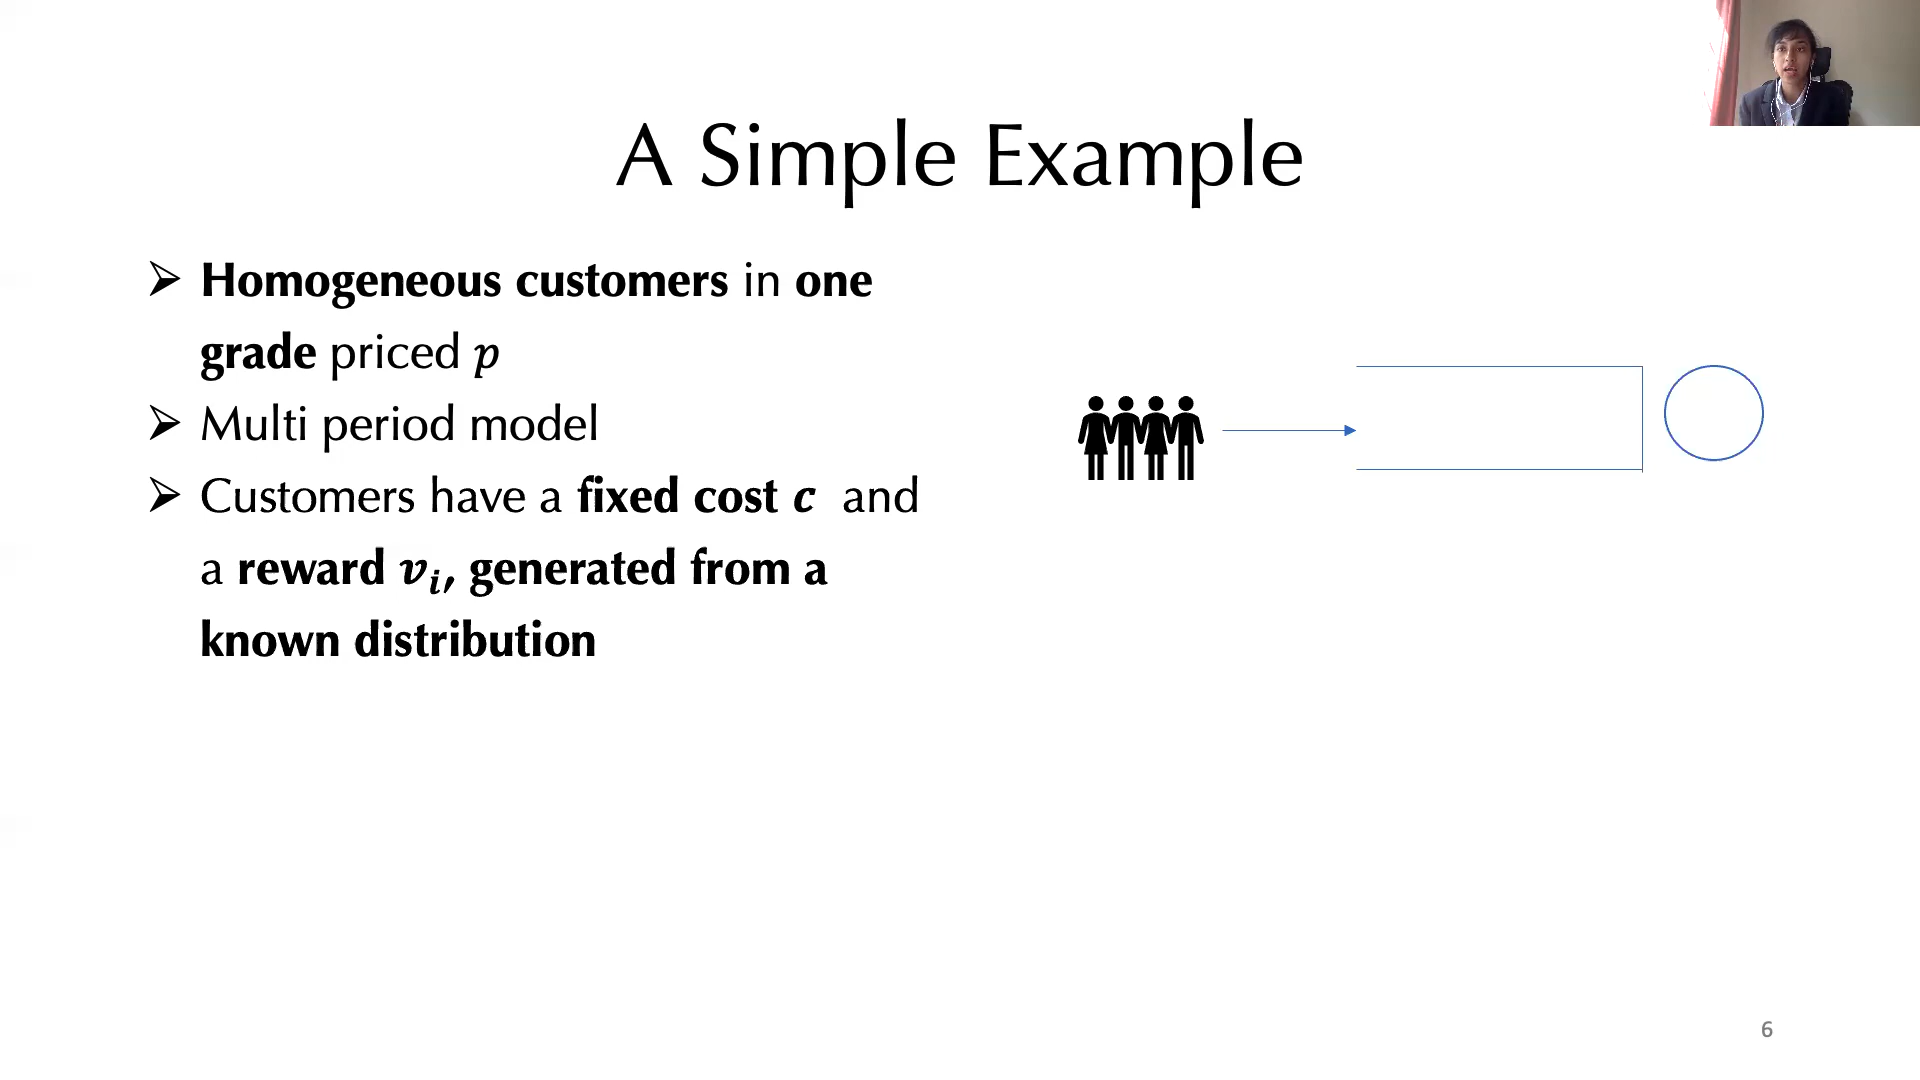 A Simple Example
➢ Homogeneous customers in one
grade priced p
➢ Multi period model
➢ Customers have a fixed cost c and
a reward vᵢ, generated from a
known distribution
6